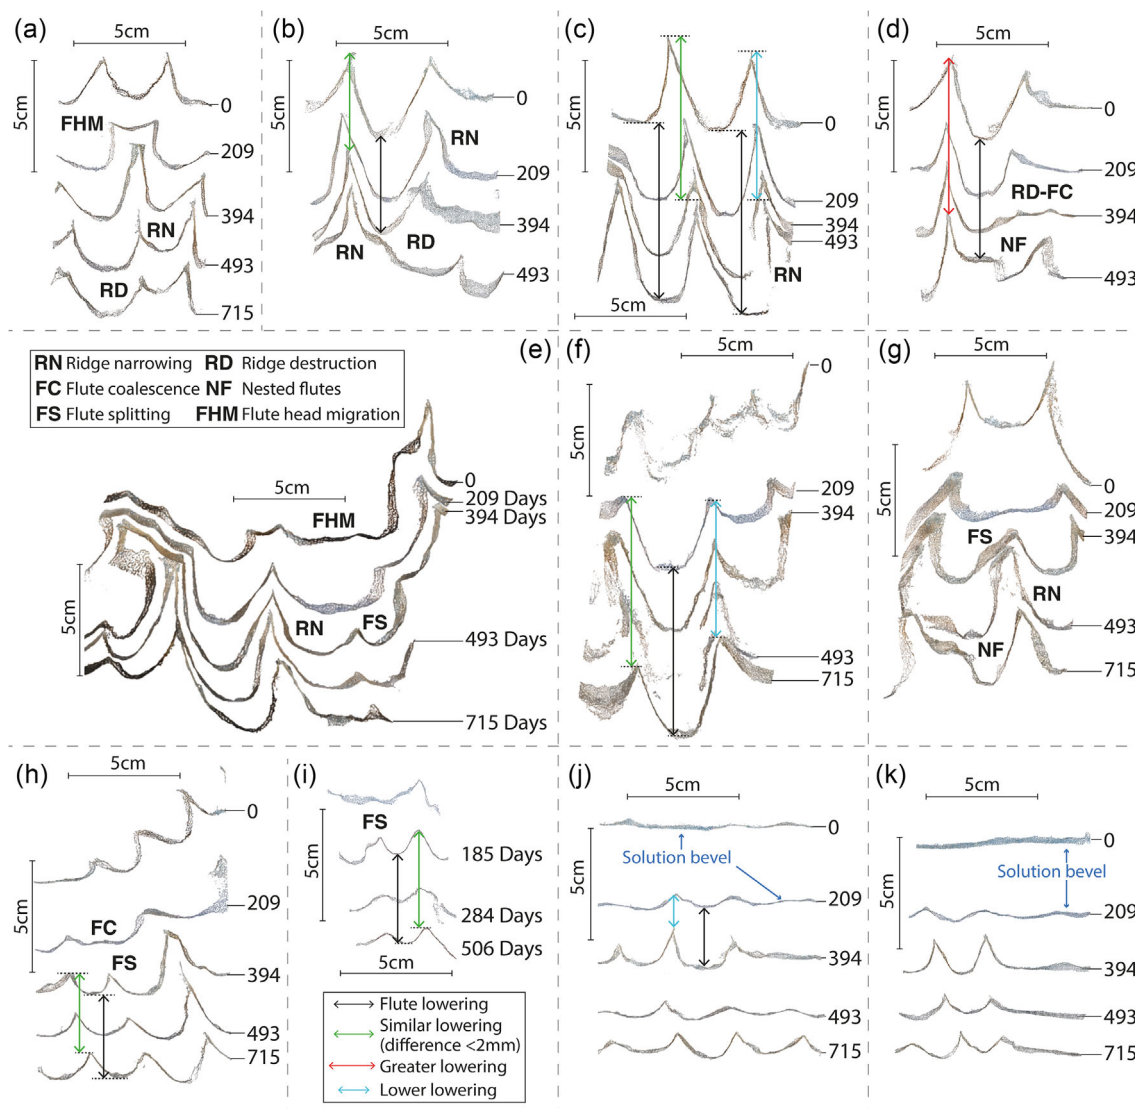 (a)
5cm
5cm
0
FHM
209
394
RN
493
RD
715
(b)
5cm
5cm
0
RN
209
394
RN
RD
493
(c)
5cm
5cm
0
209
394
493
RN
5cm
(d)
5cm
5cm
0
209
RD-FC
394
NF
493
RN Ridge narrowing RD Ridge destruction
FC Flute coalescence NF Nested flutes
FS Flute splitting FHM Flute head migration
(e)
5cm
5cm
0
209 Days
FHM
394 Days
RN
FS
493 Days
715 Days
(f)
5cm
5cm
0
209
394
493
715
(g)
5cm
5cm
0
209
FS
394
RN
493
NF
715
(h)
5cm
5cm
0
209
FC
FS
394
493
715
(i)
5cm
FS
185 Days
284 Days
506 Days
5cm
Flute lowering
Similar lowering
(difference <2mm)
Greater lowering
Lower lowering
(j)
5cm
5cm
0
Solution bevel
209
394
493
715
(k)
5cm
5cm
0
Solution bevel
209
394
493
715